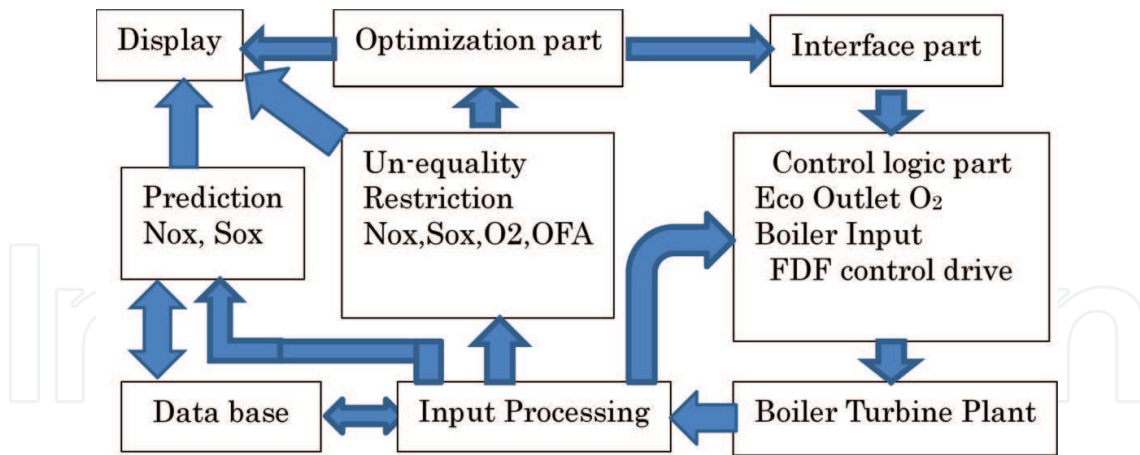 Display
Optimization part
Interface part
Prediction
Nox, Sox
Un-equality
Restriction
Nox,Sox,O2,OFA
Control logic part
Eco Outlet O₂
Boiler Input
FDF control drive
Data base
Input Processing
Boiler Turbine Plant